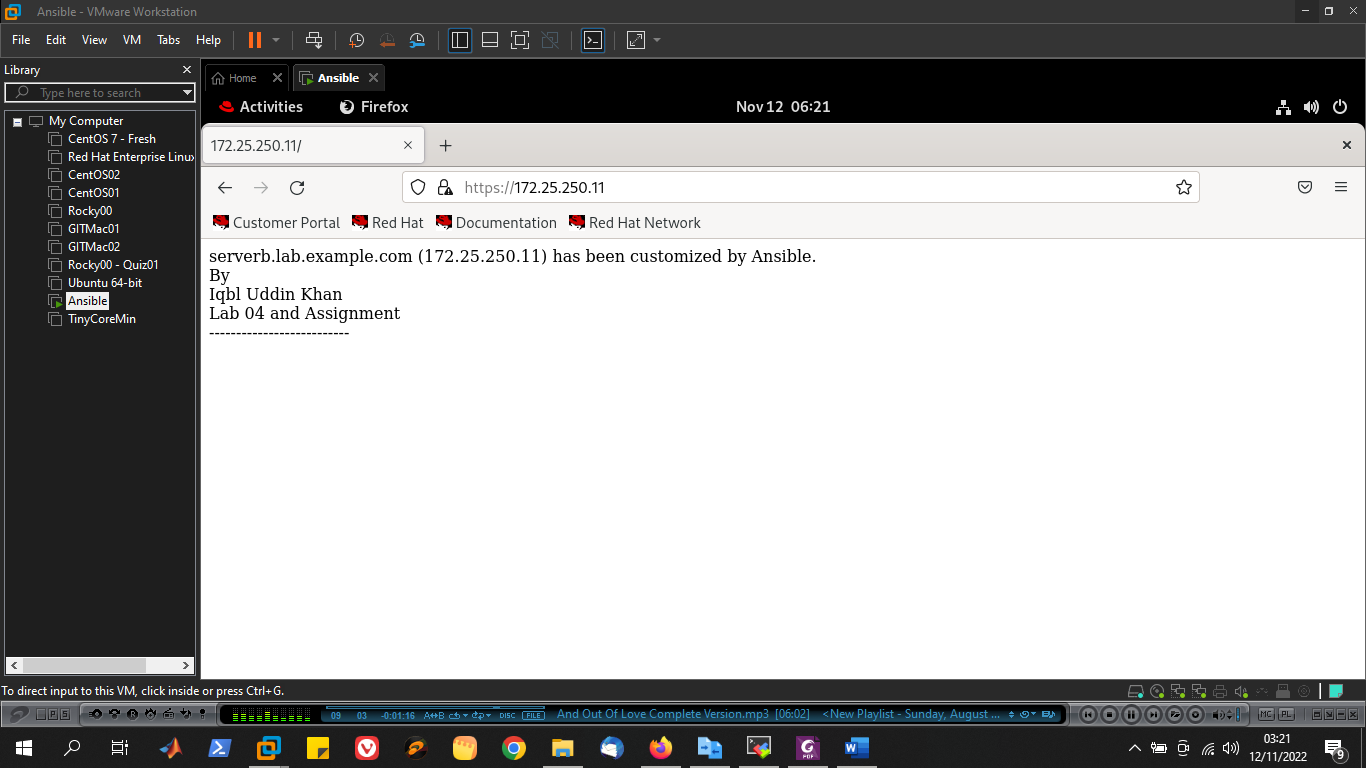 Ansible - VMware Workstation
File Edit View VM Tabs Help
Library
Type here to search
My Computer
CentOS 7 - Fresh
Red Hat Enterprise Linux
CentOS02
CentOS01
Rocky00
GITMac01
GITMac02
Rocky00 - Quiz01
Ubuntu 64-bit
Ansible
TinyCoreMin
Home Ansible
Activities Firefox Nov 12 06:21
172.25.250.11/
https://172.25.250.11
Customer Portal Red Hat Documentation Red Hat Network
serverb.lab.example.com (172.25.250.11) has been customized by Ansible.
By
Iqbl Uddin Khan
Lab 04 and Assignment
--------------------------
To direct input to this VM, click inside or press Ctrl+G.
P S 09 03 -0:01:16 A↔B DISC FILE And Out Of Love Complete Version.mp3 [06:02] <New Playlist - Sunday, August ... MC PL
PDF W 03:21
12/11/2022 9